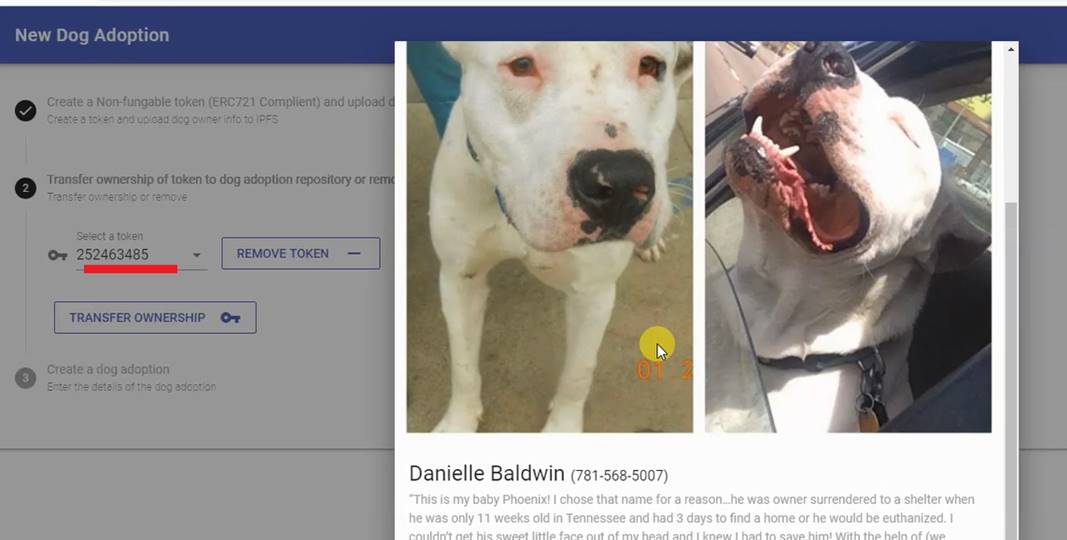 New Dog Adoption
Create a Non-fungable token (ERC721 Complient) and upload d
Create a token and upload dog owner info to IPFS
2
Transfer ownership of token to dog adoption repository or remo
Transfer ownership or remove
Select a token
252463485
REMOVE TOKEN
TRANSFER OWNERSHIP
3
Create a dog adoption
Enter the details of the dog adoption
01 2
Danielle Baldwin (781-568-5007)
“This is my baby Phoenix! I chose that name for a reason…he was owner surrendered to a shelter when
he was only 11 weeks old in Tennessee and had 3 days to find a home or he would be euthanized. I
couldn't get his sweet little face out of my head and I knew I had to save him! With the help of (we